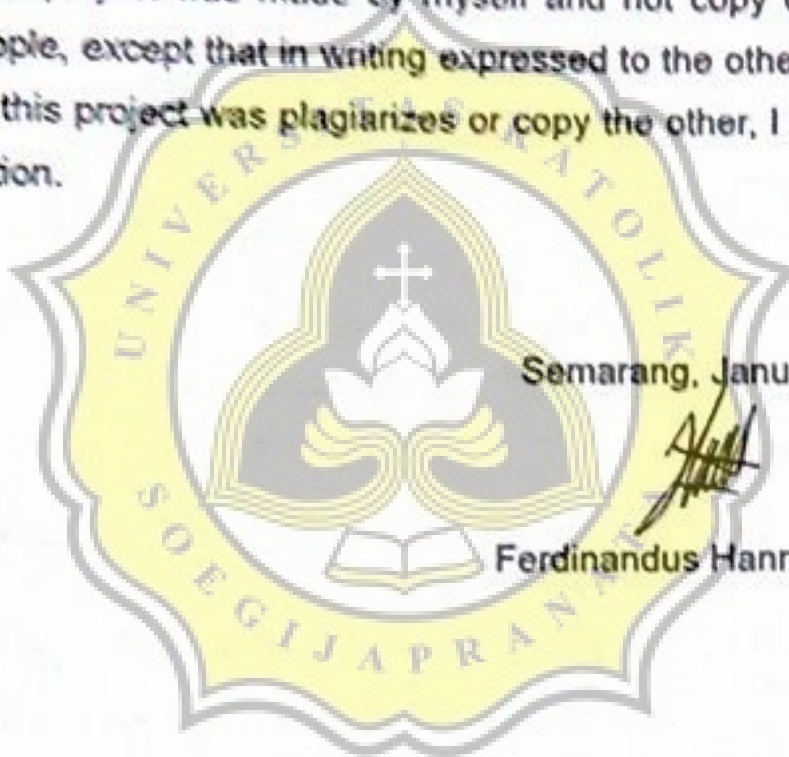 ople, except that in writing expressed to the othe
this project was plagiarizes or copy the other, I
tion.
UNIVERSITAS KATOLIK
Semarang, Janu
Ferdinandus Hanr
SOEGIJAPRANATA